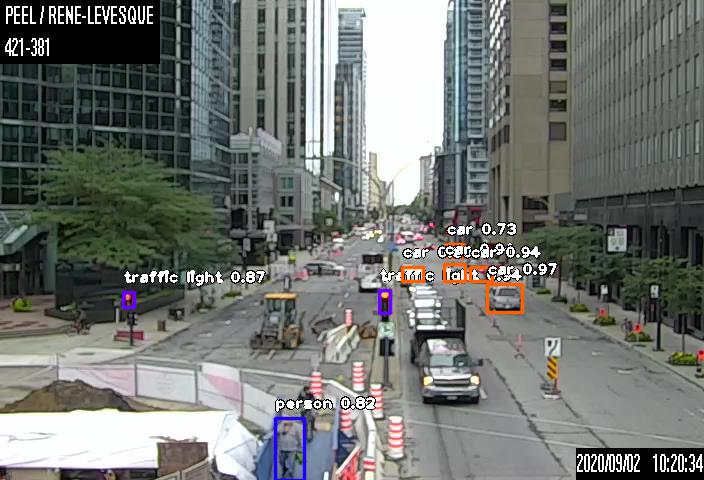 PEEL / RENE-LEVESQUE
421-381
car 0.73
car 0.94
traffic light 0.87
car 0.97
person 0.82
2020/09/02 10:20:34